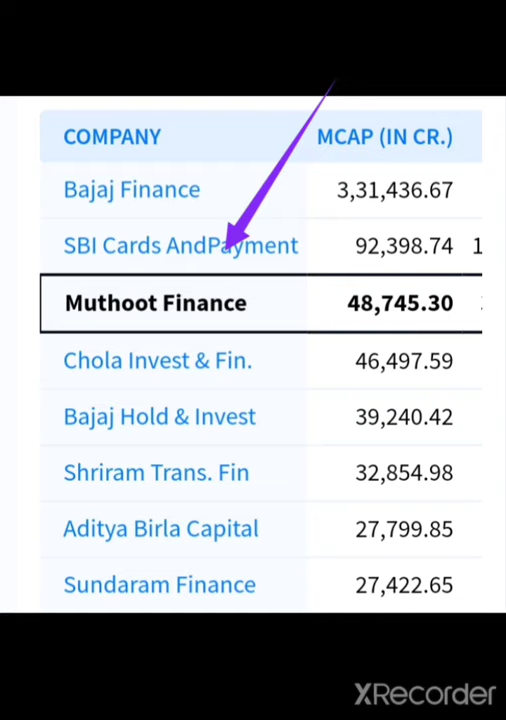 COMPANY MCAP (IN CR.)
Bajaj Finance 3,31,436.67
SBI Cards AndPayment 92,398.74 1
Muthoot Finance 48,745.30
Chola Invest & Fin. 46,497.59
Bajaj Hold & Invest 39,240.42
Shriram Trans. Fin 32,854.98
Aditya Birla Capital 27,799.85
Sundaram Finance 27,422.65
XRecorder